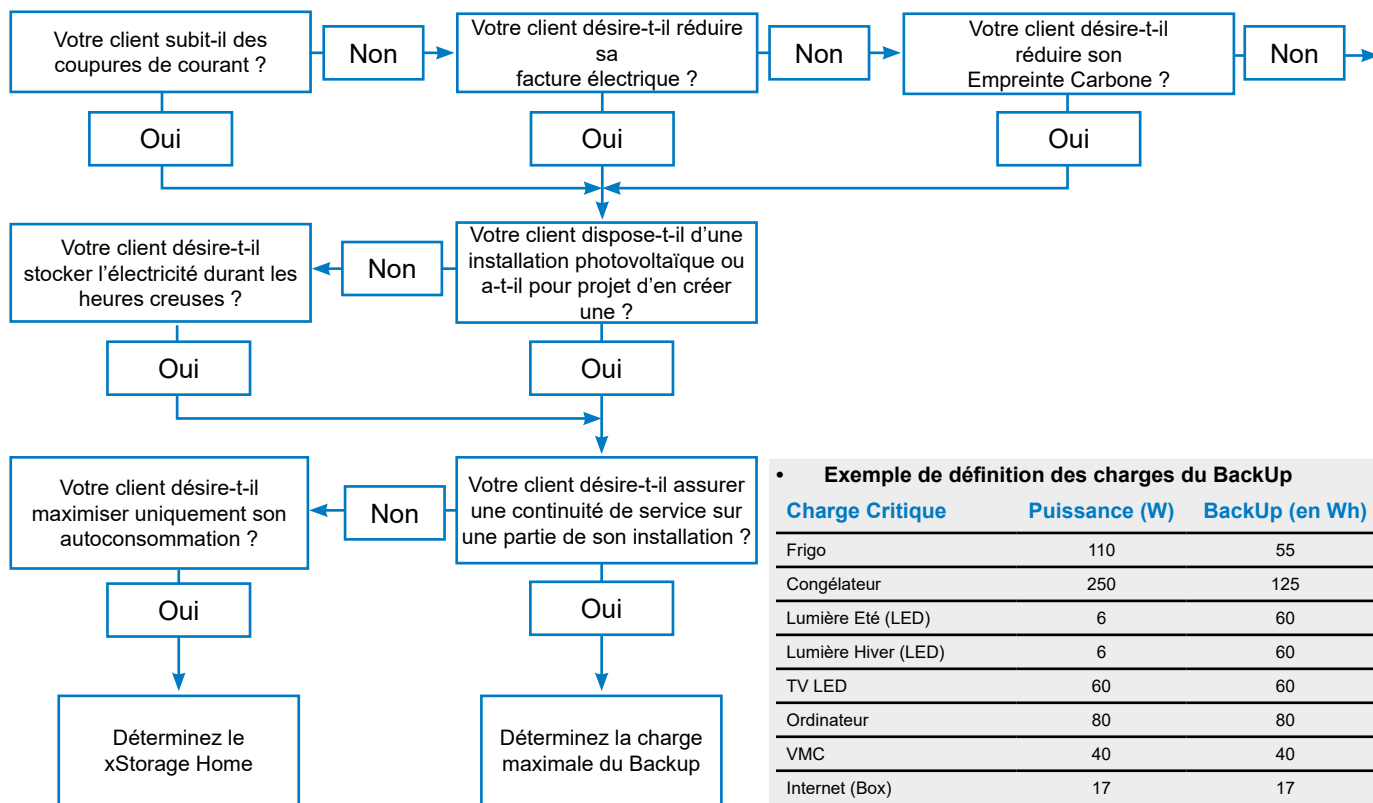 Votre client subit-il des
coupures de courant ?
Non
Votre client désire-t-il réduire
sa
facture électrique ?
Non
Votre client désire-t-il
réduire son
Empreinte Carbone ?
Non
Oui
Oui
Oui
Votre client désire-t-il
stocker l’électricité durant les
heures creuses ?
Non
Votre client dispose-t-il d’une
installation photovoltaïque ou
a-t-il pour projet d’en créer
une ?
Oui
Oui
Votre client désire-t-il
maximiser uniquement son
autoconsommation ?
Non
Votre client désire-t-il assurer
une continuité de service sur
une partie de son installation ?
Oui
Oui
Déterminez le
xStorage Home
Déterminez la charge
maximale du Backup
• Exemple de définition des charges du BackUp
Charge Critique Puissance (W) BackUp (en Wh)
Frigo 110 55
Congélateur 250 125
Lumière Eté (LED) 6 60
Lumière Hiver (LED) 6 60
TV LED 60 60
Ordinateur 80 80
VMC 40 40
Internet (Box) 17 17